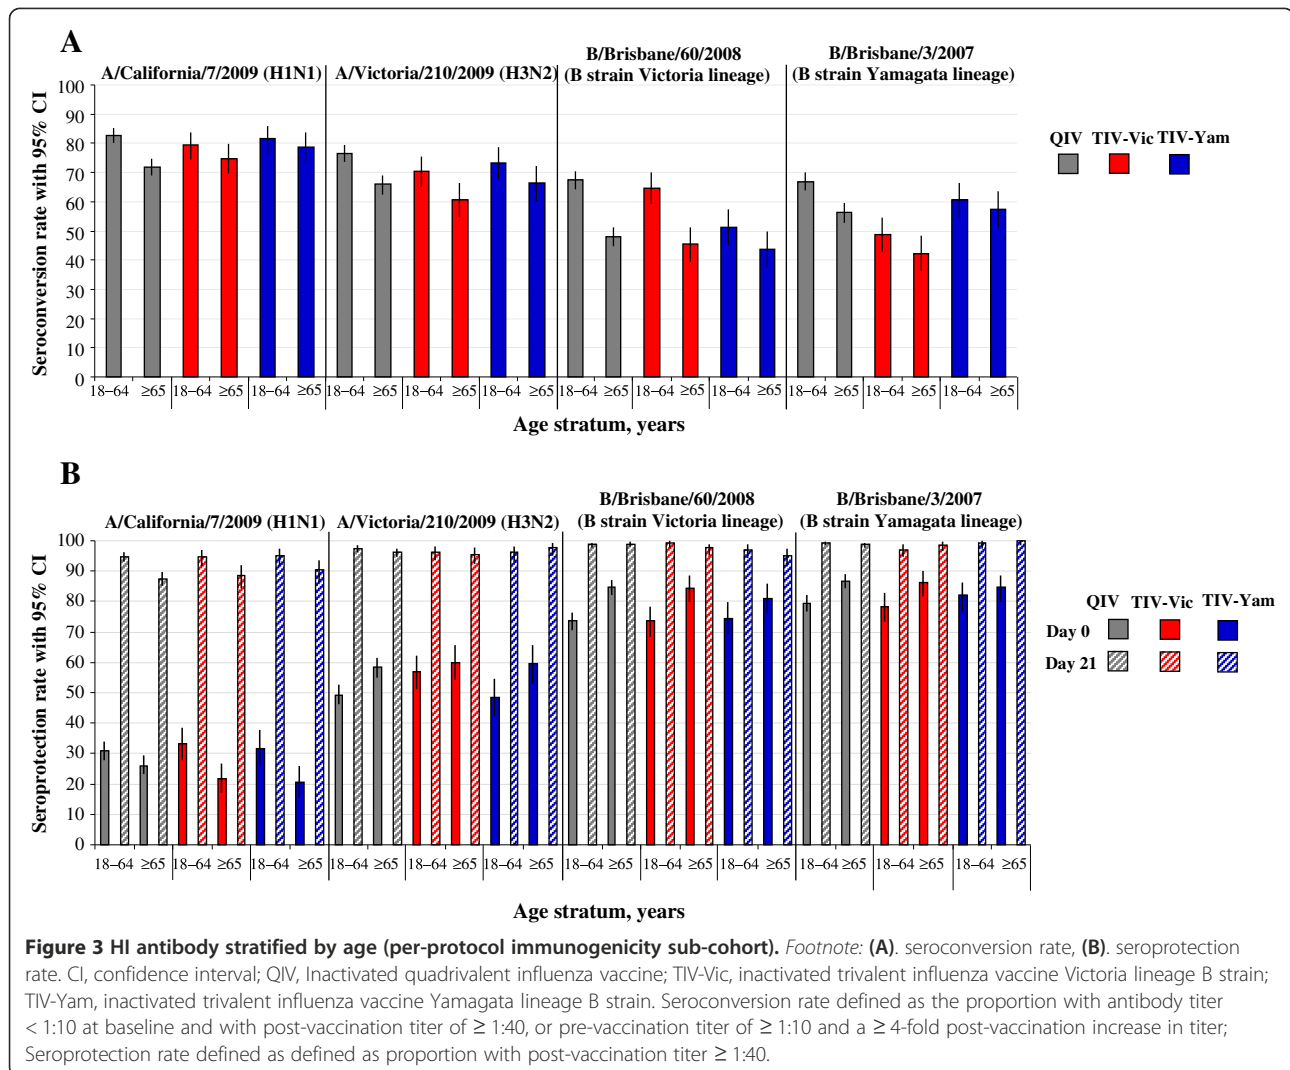 A
A/California/7/2009 (H1N1)
A/Victoria/210/2009 (H3N2)
B/Brisbane/60/2008
(B strain Victoria lineage)
B/Brisbane/3/2007
(B strain Yamagata lineage)
Seroconversion rate with 95% CI
100
90
80
70
60
50
40
30
20
10
0
18–64 ≥65 18–64 ≥65 18–64 ≥65 18–64 ≥65 18–64 ≥65 18–64 ≥65 18–64 ≥65 18–64 ≥65 18–64 ≥65 18–64 ≥65 18–64 ≥65 18–64 ≥65
Age stratum, years
QIV TIV-Vic TIV-Yam
B
A/California/7/2009 (H1N1)
A/Victoria/210/2009 (H3N2)
B/Brisbane/60/2008
(B strain Victoria lineage)
B/Brisbane/3/2007
(B strain Yamagata lineage)
Seroprotection rate with 95% CI
100
90
80
70
60
50
40
30
20
10
0
18–64 ≥65 18–64 ≥65 18–64 ≥65 18–64 ≥65 18–64 ≥65 18–64 ≥65 18–64 ≥65 18–64 ≥65 18–64 ≥65 18–64 ≥65 18–64 ≥65 18–64 ≥65
Age stratum, years
QIV TIV-Vic TIV-Yam
Day 0
Day 21
Figure 3 HI antibody stratified by age (per-protocol immunogenicity sub-cohort). Footnote: (A). seroconversion rate, (B). seroprotection
rate. CI, confidence interval; QIV, Inactivated quadrivalent influenza vaccine; TIV-Vic, inactivated trivalent influenza vaccine Victoria lineage B strain;
TIV-Yam, inactivated trivalent influenza vaccine Yamagata lineage B strain. Seroconversion rate defined as the proportion with antibody titer
< 1:10 at baseline and with post-vaccination titer of ≥ 1:40, or pre-vaccination titer of ≥ 1:10 and a ≥ 4-fold post-vaccination increase in titer;
Seroprotection rate defined as defined as proportion with post-vaccination titer ≥ 1:40.